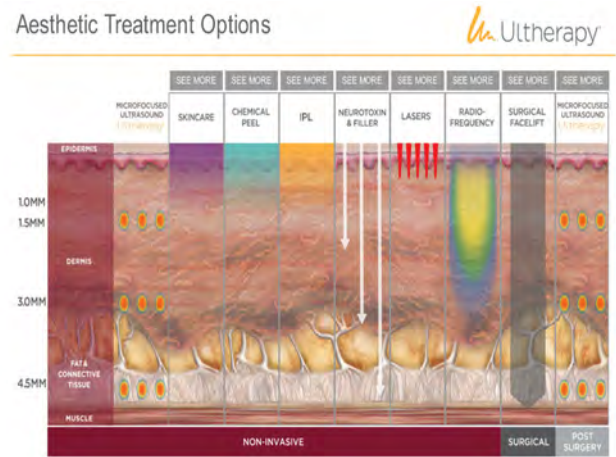 Aesthetic Treatment Options
Ultherapy
SEE MORE SEE MORE SEE MORE SEE MORE SEE MORE SEE MORE SEE MORE SEE MORE
MICROFOCUSED
ULTRASOUND
Ultherapy
SKINCARE
CHEMICAL
PEEL
IPL
NEUROTOXIN
& FILLER
LASERS
RADIO-
FREQUENCY
SURGICAL
FACELIFT
MICROFOCUSED
ULTRASOUND
Ultherapy
EPIDERMIS
1.0MM
1.5MM
DERMIS
3.0MM
FAT &
CONNECTIVE
TISSUE
4.5MM
MUSCLE
NON-INVASIVE
SURGICAL
POST
SURGERY